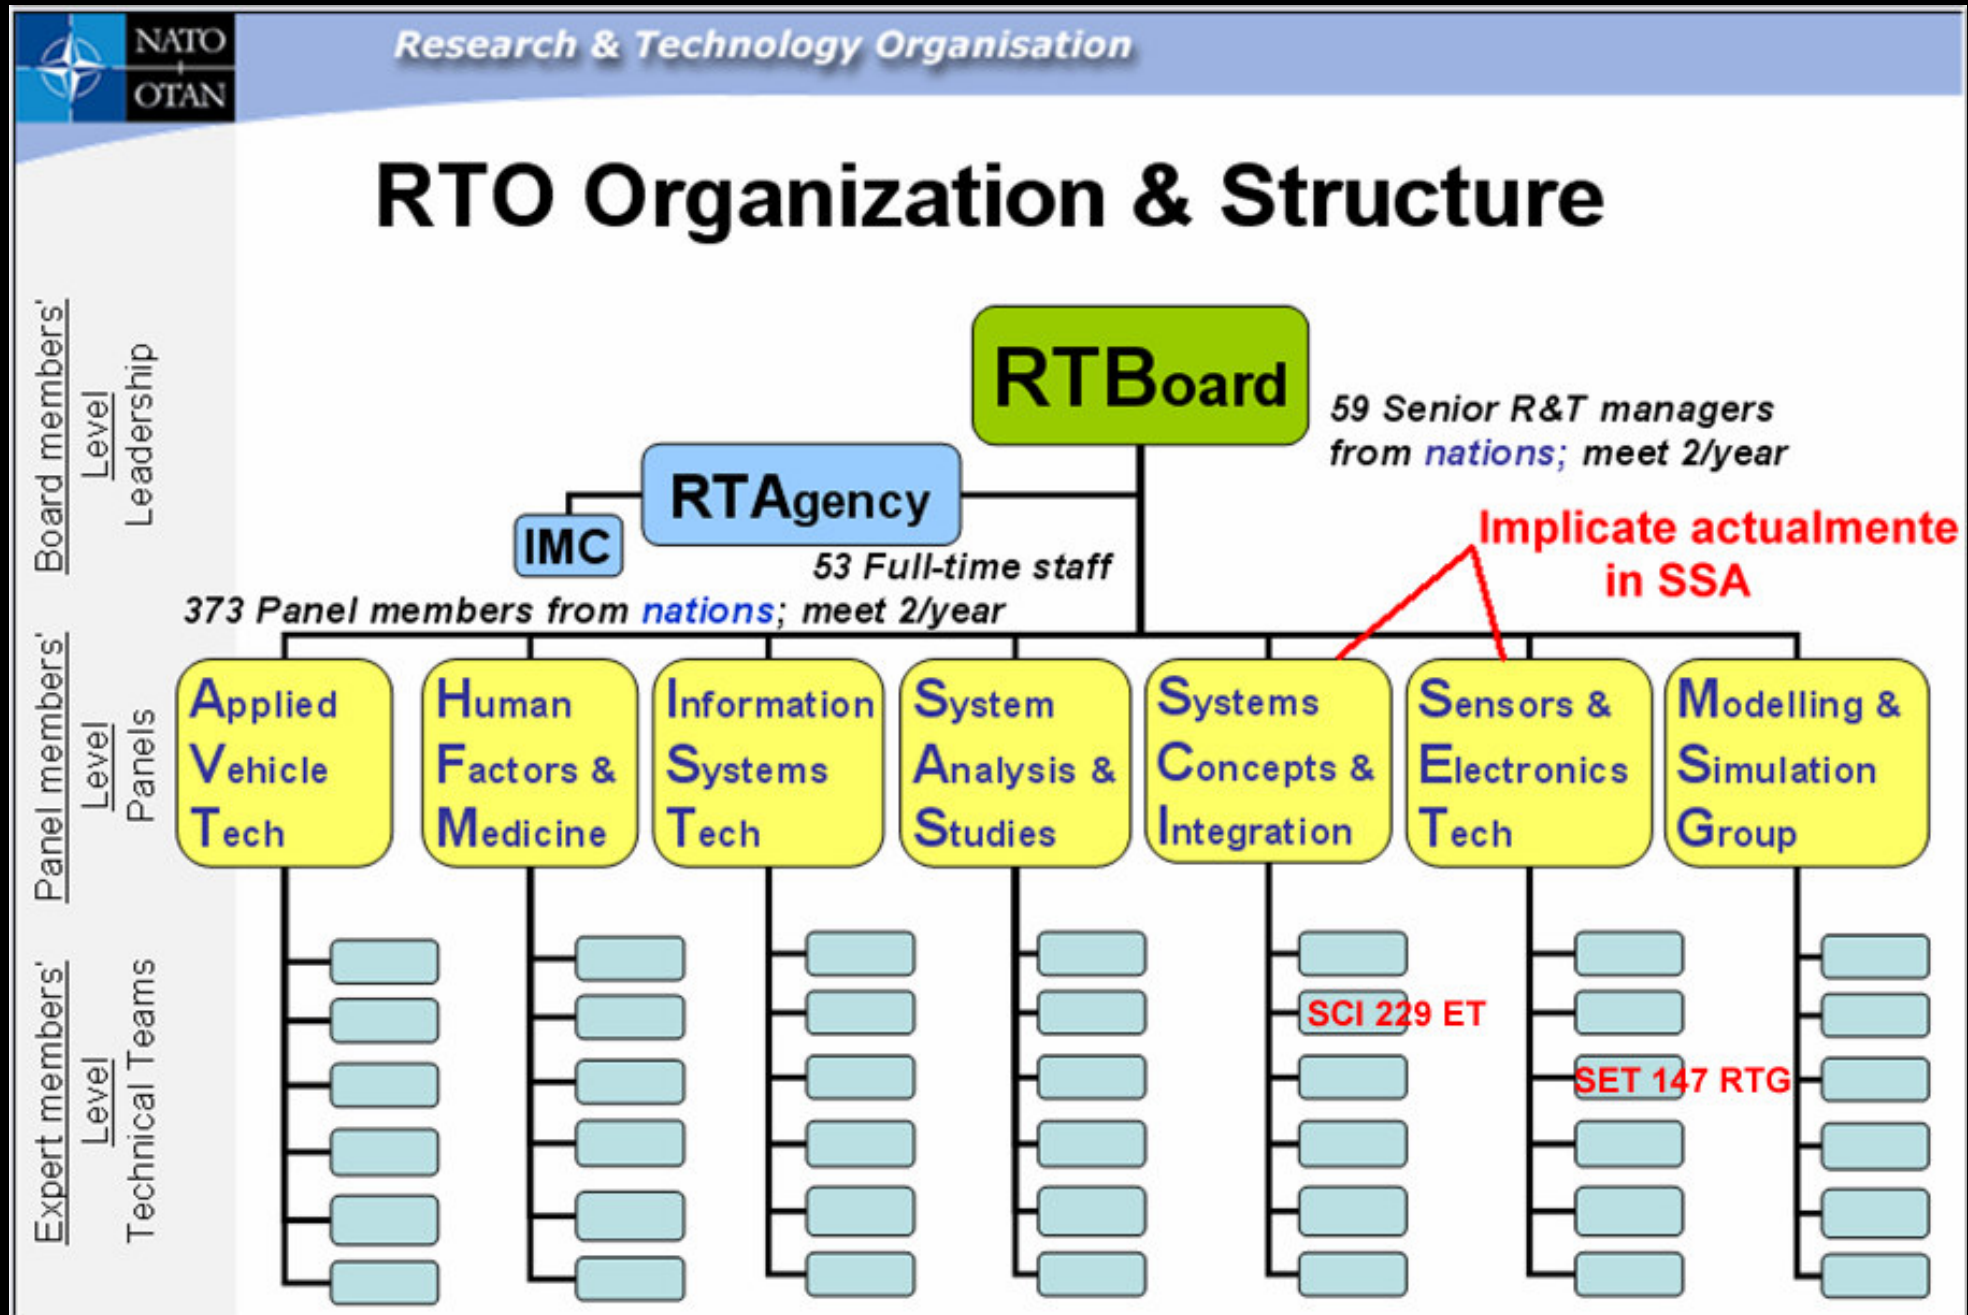 NATO
OTAN
Research & Technology Organisation
RTO Organization & Structure
Board members'
Level
Leadership
RTBoard
59 Senior R&T managers
from nations; meet 2/year
RTAgency
IMC
53 Full-time staff
Implicate actualmente
in SSA
373 Panel members from nations; meet 2/year
Panel members'
Level
Panels
Applied
Vehicle
Tech
Human
Factors &
Medicine
Information
Systems
Tech
System
Analysis &
Studies
Systems
Concepts &
Integration
Sensors &
Electronics
Tech
Modelling &
Simulation
Group
Expert members'
Level
Technical Teams
SCI 229 ET
SET 147 RTG